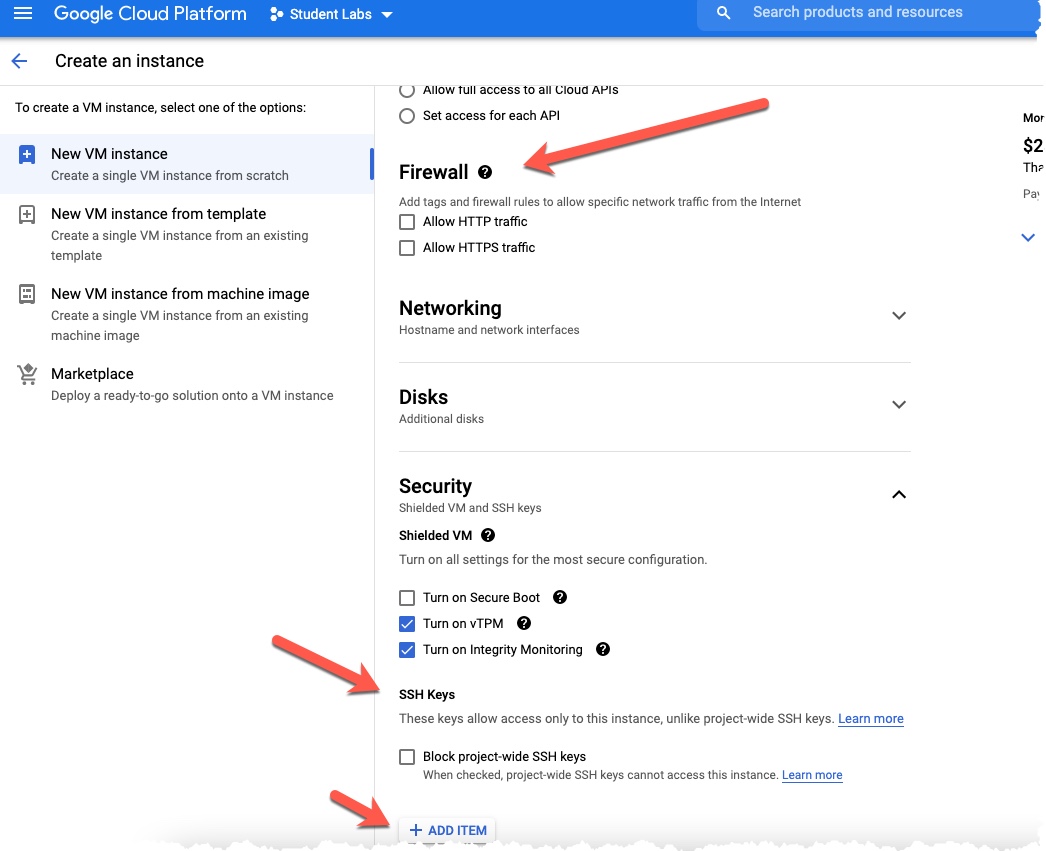 Google Cloud Platform
Student Labs
Search products and resources
Create an instance
To create a VM instance, select one of the options:
New VM instance
Create a single VM instance from scratch
New VM instance from template
Create a single VM instance from an existing
template
New VM instance from machine image
Create a single VM instance from an existing
machine image
Marketplace
Deploy a ready-to-go solution onto a VM instance
Allow full access to all Cloud APIs
Set access for each API
Firewall
Add tags and firewall rules to allow specific network traffic from the Internet
Allow HTTP traffic
Allow HTTPS traffic
Networking
Hostname and network interfaces
Disks
Additional disks
Security
Shielded VM and SSH keys
Shielded VM
Turn on all settings for the most secure configuration.
Turn on Secure Boot
Turn on vTPM
Turn on Integrity Monitoring
SSH Keys
These keys allow access only to this instance, unlike project-wide SSH keys. Learn more
Block project-wide SSH keys
When checked, project-wide SSH keys cannot access this instance. Learn more
+ ADD ITEM
$2